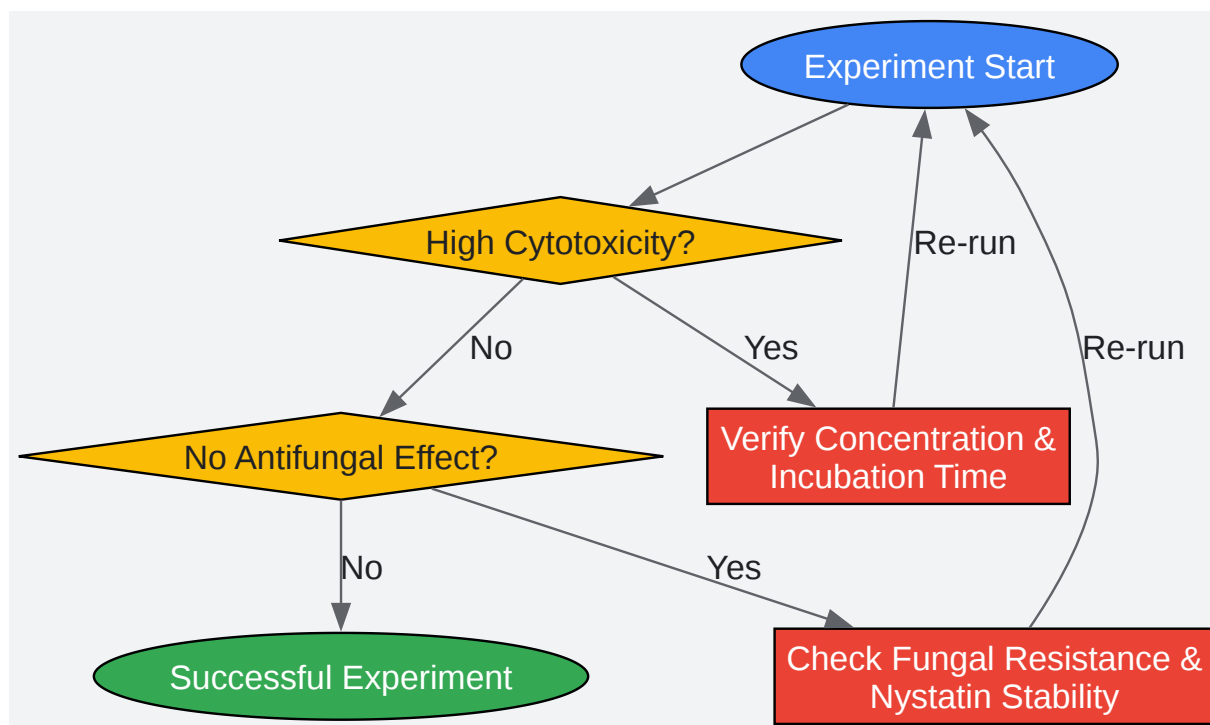 Experiment Start
High Cytotoxicity?
Re-run
No
Yes
Re-run
Verify Concentration &
Incubation Time
No Antifungal Effect?
No
Yes
Successful Experiment
Check Fungal Resistance &
Nystatin Stability